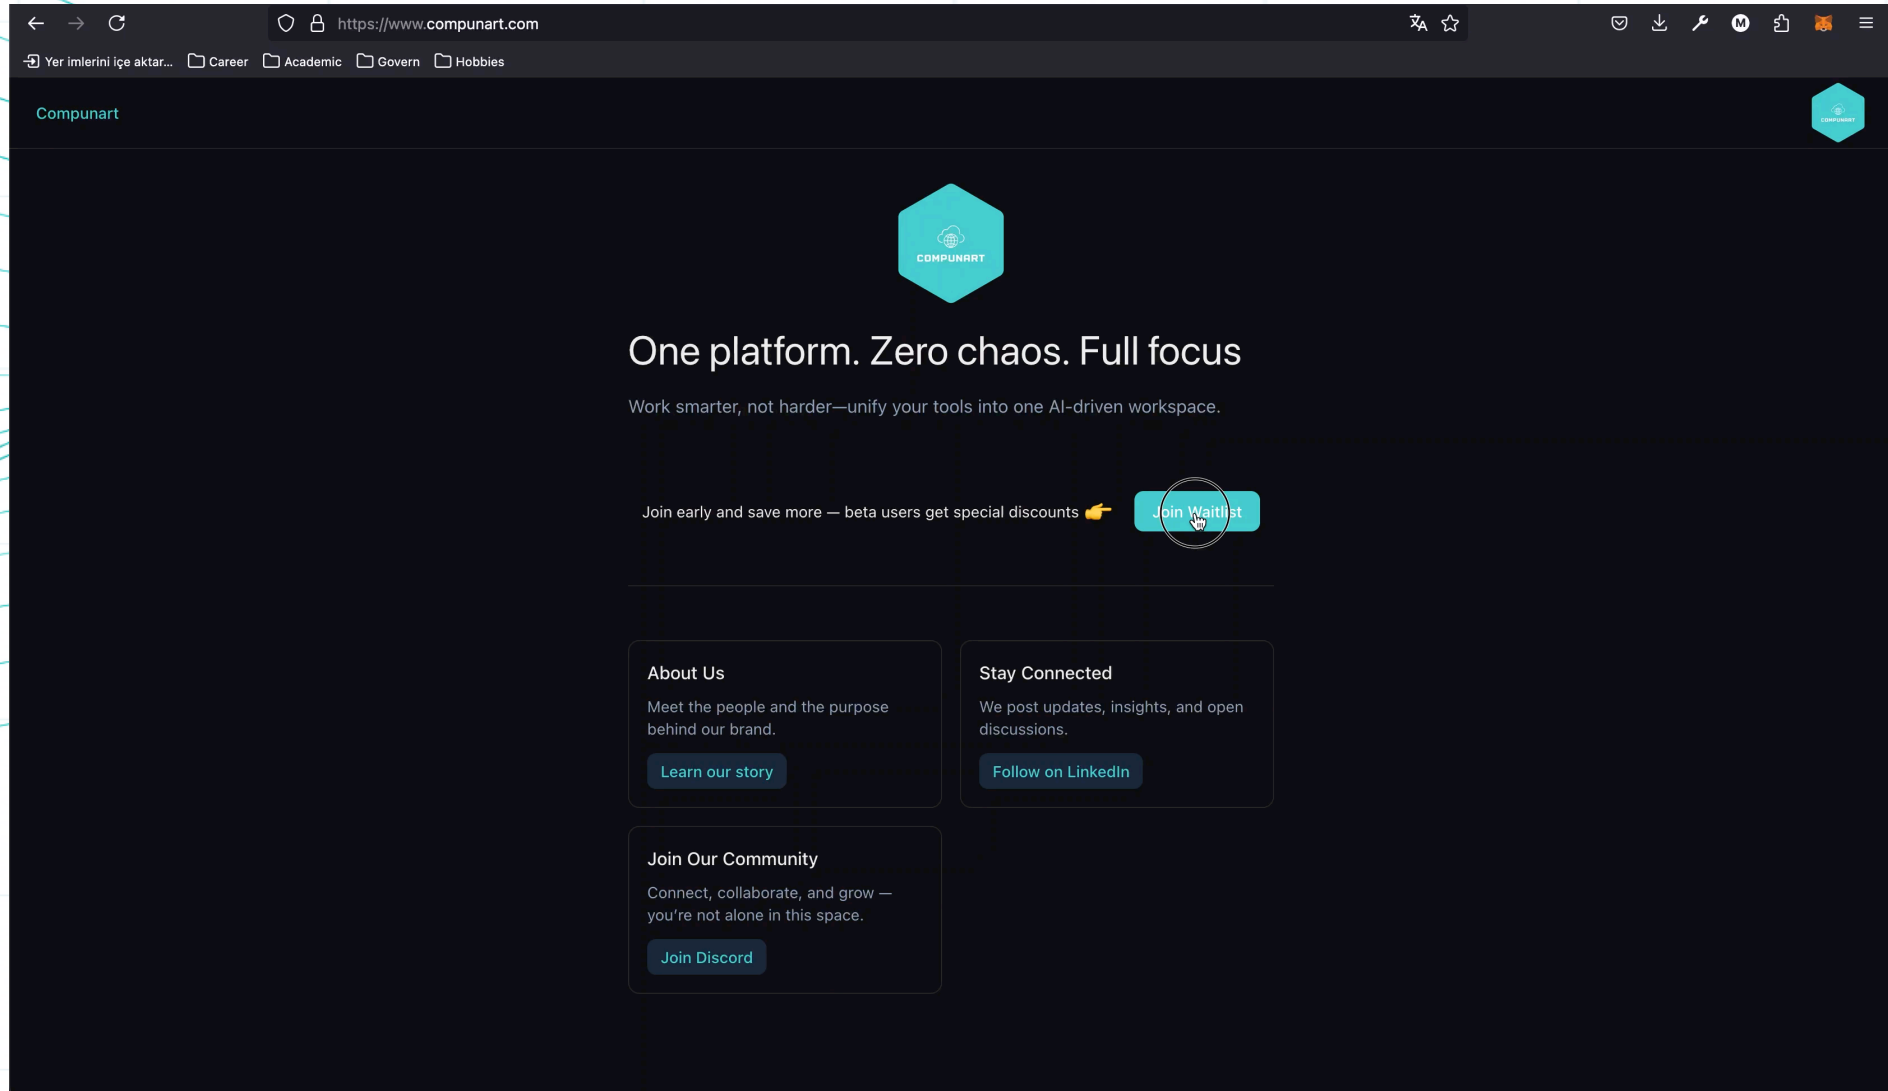 https://www.compunart.com
M
Yer imlerini içe aktar...
Career
Academic
Govern
Hobbies
Compunart
COMPUNART
COMPUNART
One platform. Zero chaos. Full focus
Work smarter, not harder—unify your tools into one AI-driven workspace.
Join early and save more — beta users get special discounts 👉
Join Waitlist
About Us
Meet the people and the purpose
behind our brand.
Learn our story
Stay Connected
We post updates, insights, and open
discussions.
Follow on LinkedIn
Join Our Community
Connect, collaborate, and grow —
you're not alone in this space.
Join Discord